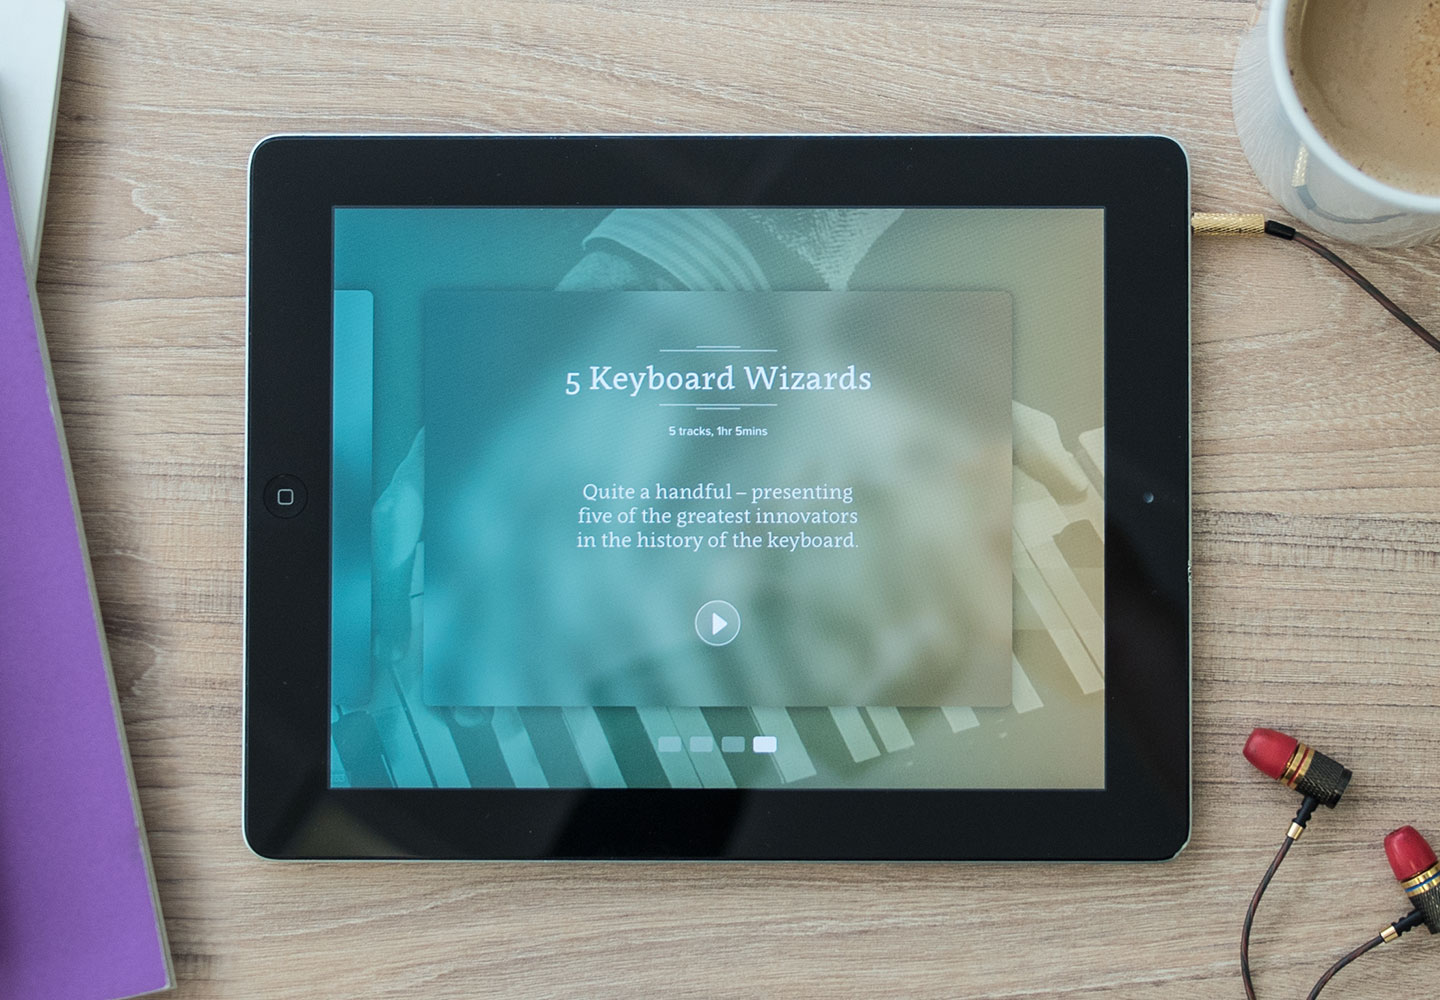 5 Keyboard Wizards
5 tracks, 1hr 5mins
Quite a handful – presenting
five of the greatest innovators
in the history of the keyboard.